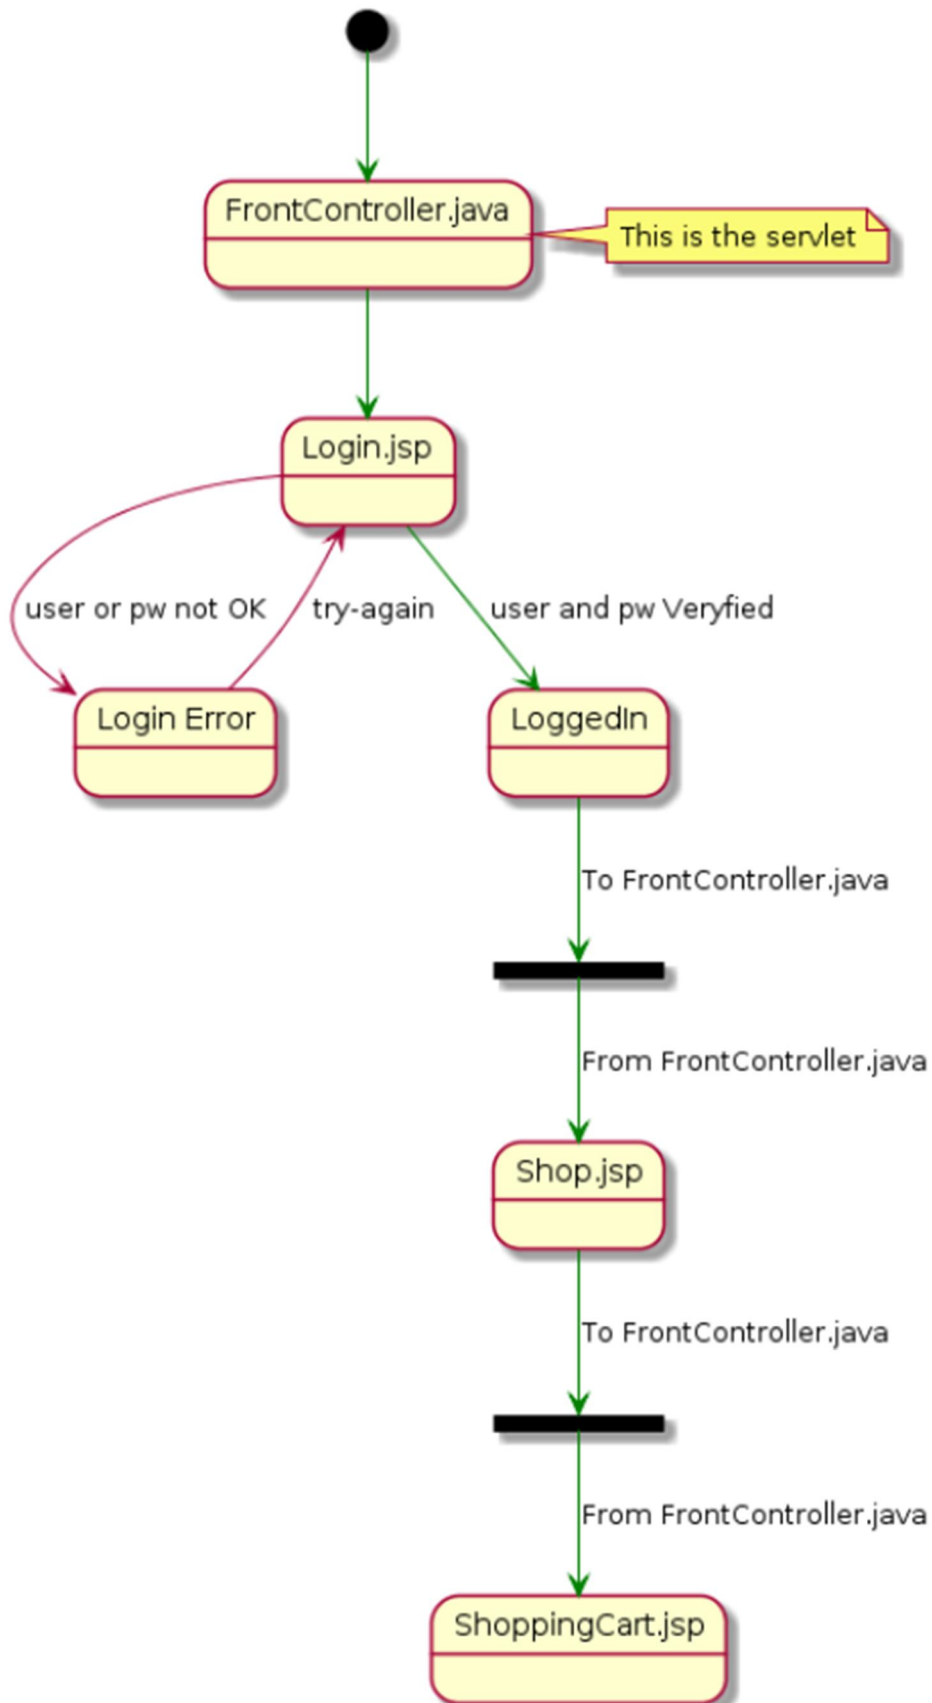 FrontController.java
This is the servlet
Login.jsp
user or pw not OK
try-again
user and pw Veryfied
Login Error
LoggedIn
To FrontController.java
From FrontController.java
Shop.jsp
To FrontController.java
From FrontController.java
ShoppingCart.jsp